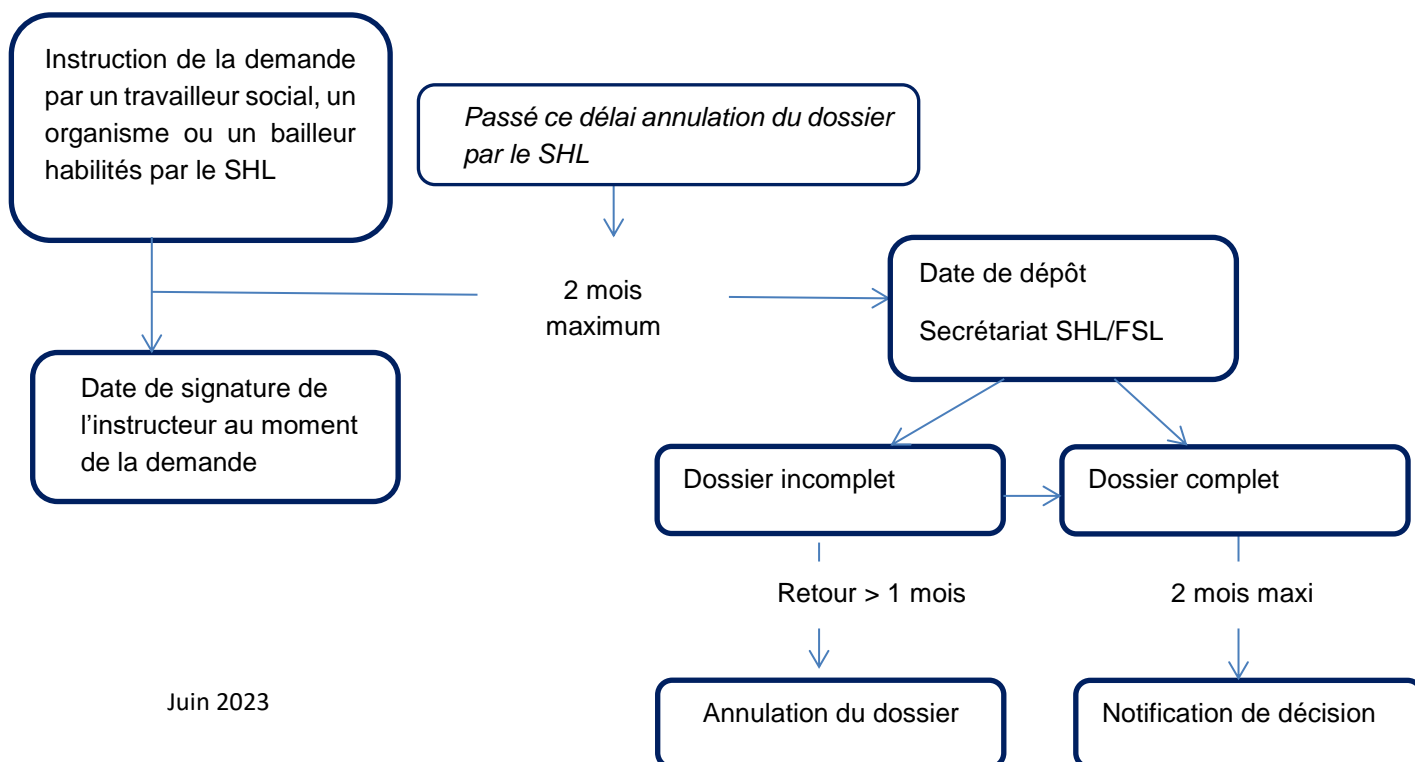 Instruction de la demande
par un travailleur social, un
organisme ou un bailleur
habilités par le SHL
Passé ce délai annulation du dossier
par le SHL
2 mois
maximum
Date de dépôt
Secrétariat SHL/FSL
Date de signature de
l’instructeur au moment
de la demande
Dossier incomplet
Dossier complet
Retour > 1 mois
2 mois maxi
Annulation du dossier
Notification de décision
Juin 2023